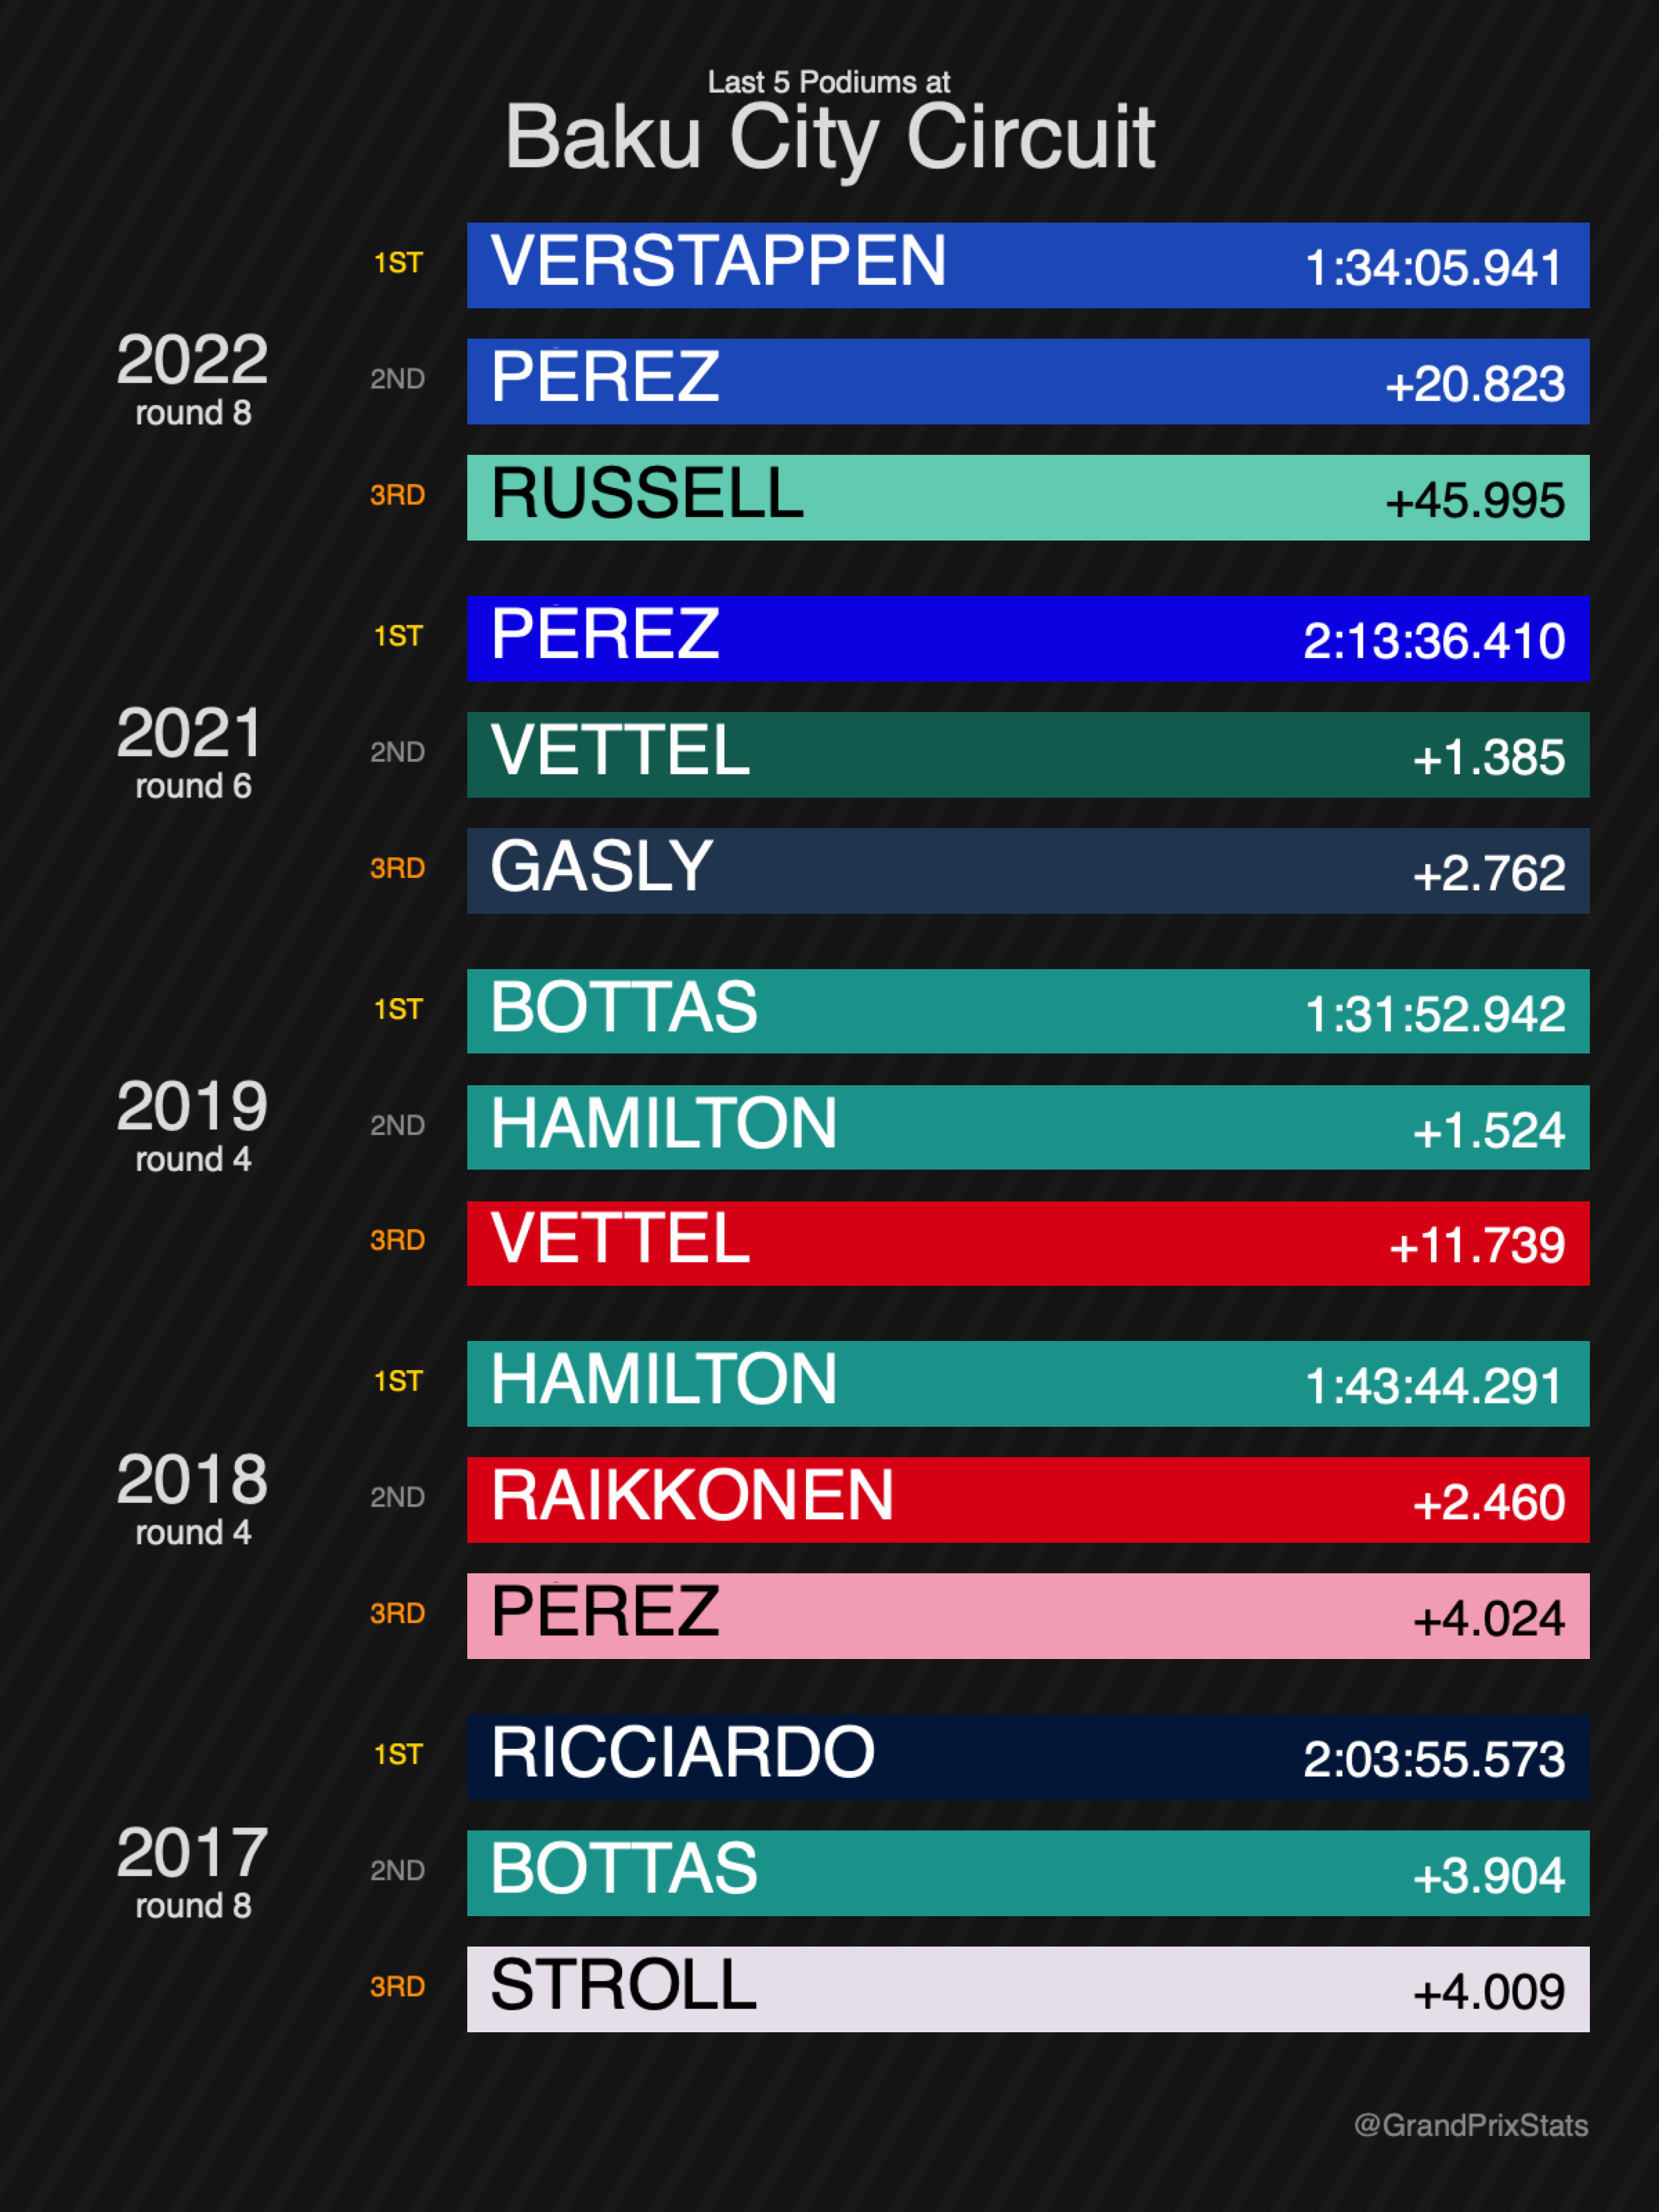 Last 5 Podiums at
Baku City Circuit
2022
round 8
1ST VERSTAPPEN 1:34:05.941
2ND PÉREZ +20.823
3RD RUSSELL +45.995
2021
round 6
1ST PÉREZ 2:13:36.410
2ND VETTEL +1.385
3RD GASLY +2.762
2019
round 4
1ST BOTTAS 1:31:52.942
2ND HAMILTON +1.524
3RD VETTEL +11.739
2018
round 4
1ST HAMILTON 1:43:44.291
2ND RAIKKONEN +2.460
3RD PÉREZ +4.024
2017
round 8
1ST RICCIARDO 2:03:55.573
2ND BOTTAS +3.904
3RD STROLL +4.009
@GrandPrixStats